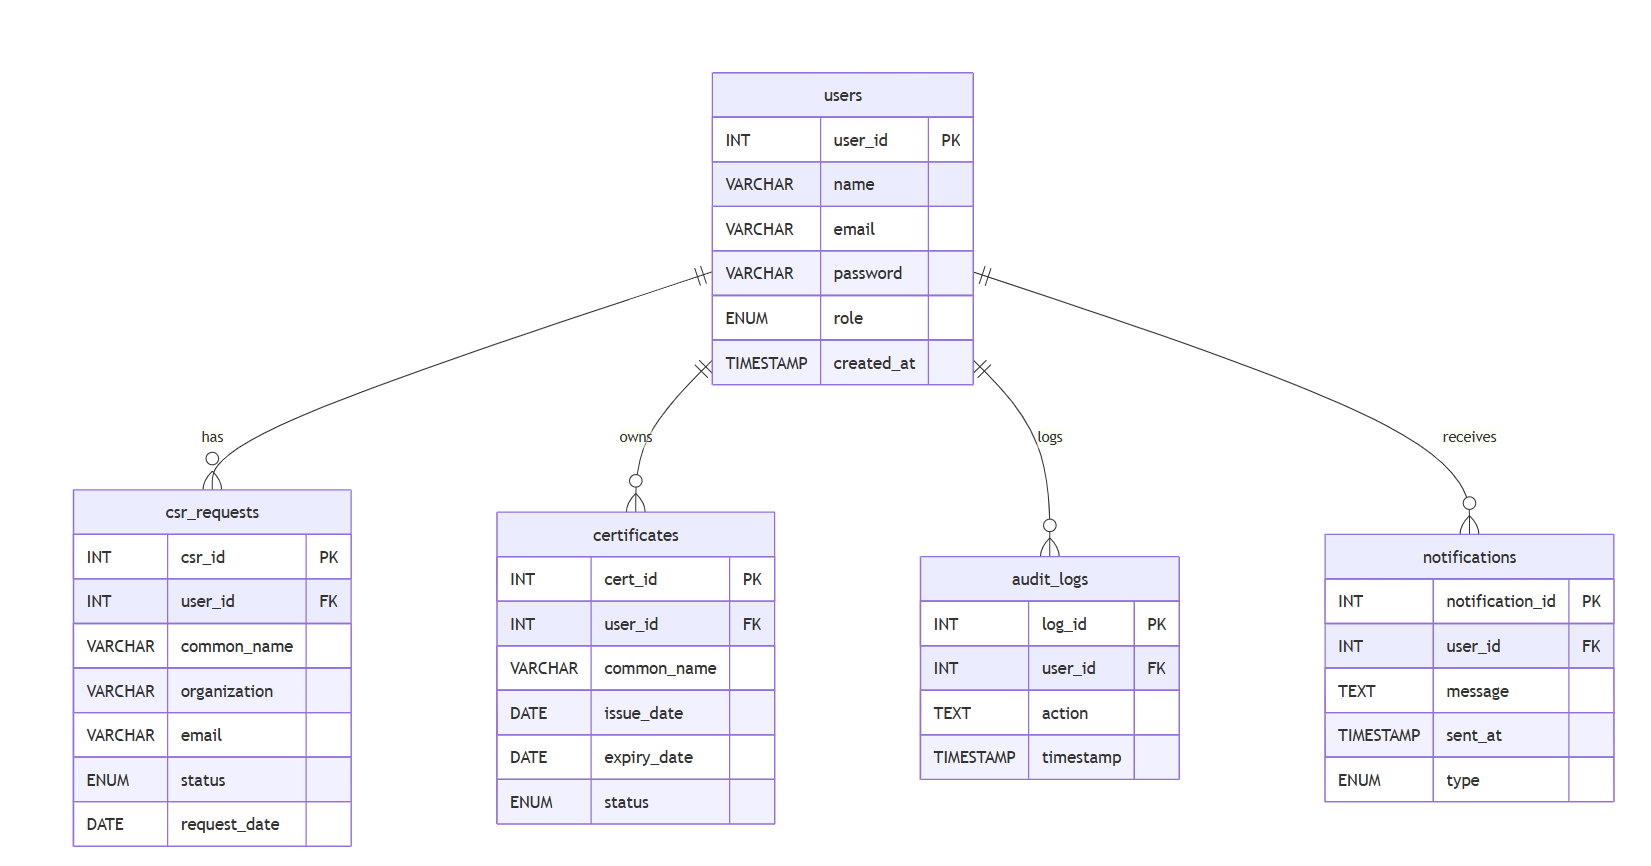 users
INT user_id PK
VARCHAR name
VARCHAR email
VARCHAR password
ENUM role
TIMESTAMP created_at
has
owns
logs
receives
csr_requests
INT csr_id PK
INT user_id FK
VARCHAR common_name
VARCHAR organization
VARCHAR email
ENUM status
DATE request_date
certificates
INT cert_id PK
INT user_id FK
VARCHAR common_name
DATE issue_date
DATE expiry_date
ENUM status
audit_logs
INT log_id PK
INT user_id FK
TEXT action
TIMESTAMP timestamp
notifications
INT notification_id PK
INT user_id FK
TEXT message
TIMESTAMP sent_at
ENUM type